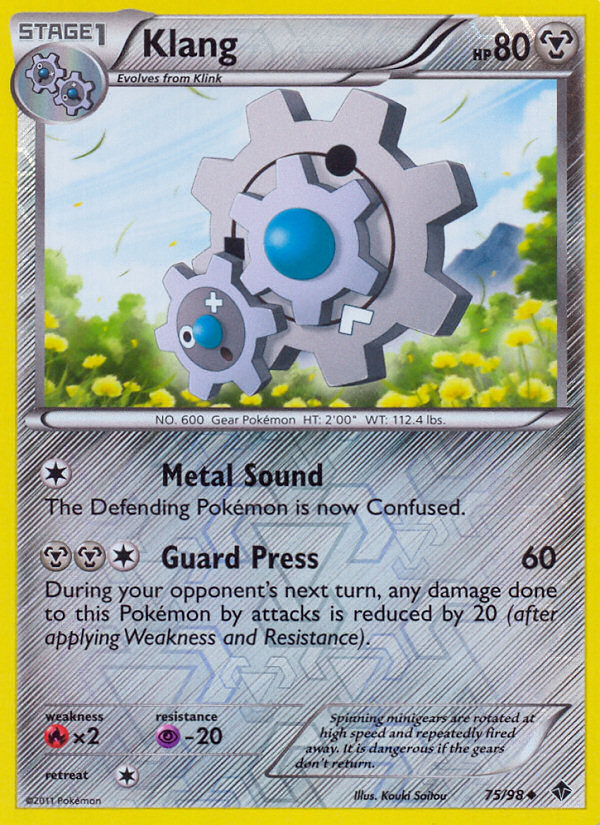 STAGE1
Klang
HP80
Evolves from Klink
NO. 600 Gear Pokémon HT: 2'00" WT: 112.4 lbs.
Metal Sound
The Defending Pokémon is now Confused.
Guard Press 60
During your opponent's next turn, any damage done
to this Pokémon by attacks is reduced by 20 (after
applying Weakness and Resistance).
weakness
×2
resistance
-20
retreat
Spinning minigears are rotated at
high speed and repeatedly fired
away. It is dangerous if the gears
don't return.
©2011 Pokémon
Illus. Kouki Saitou
75/98